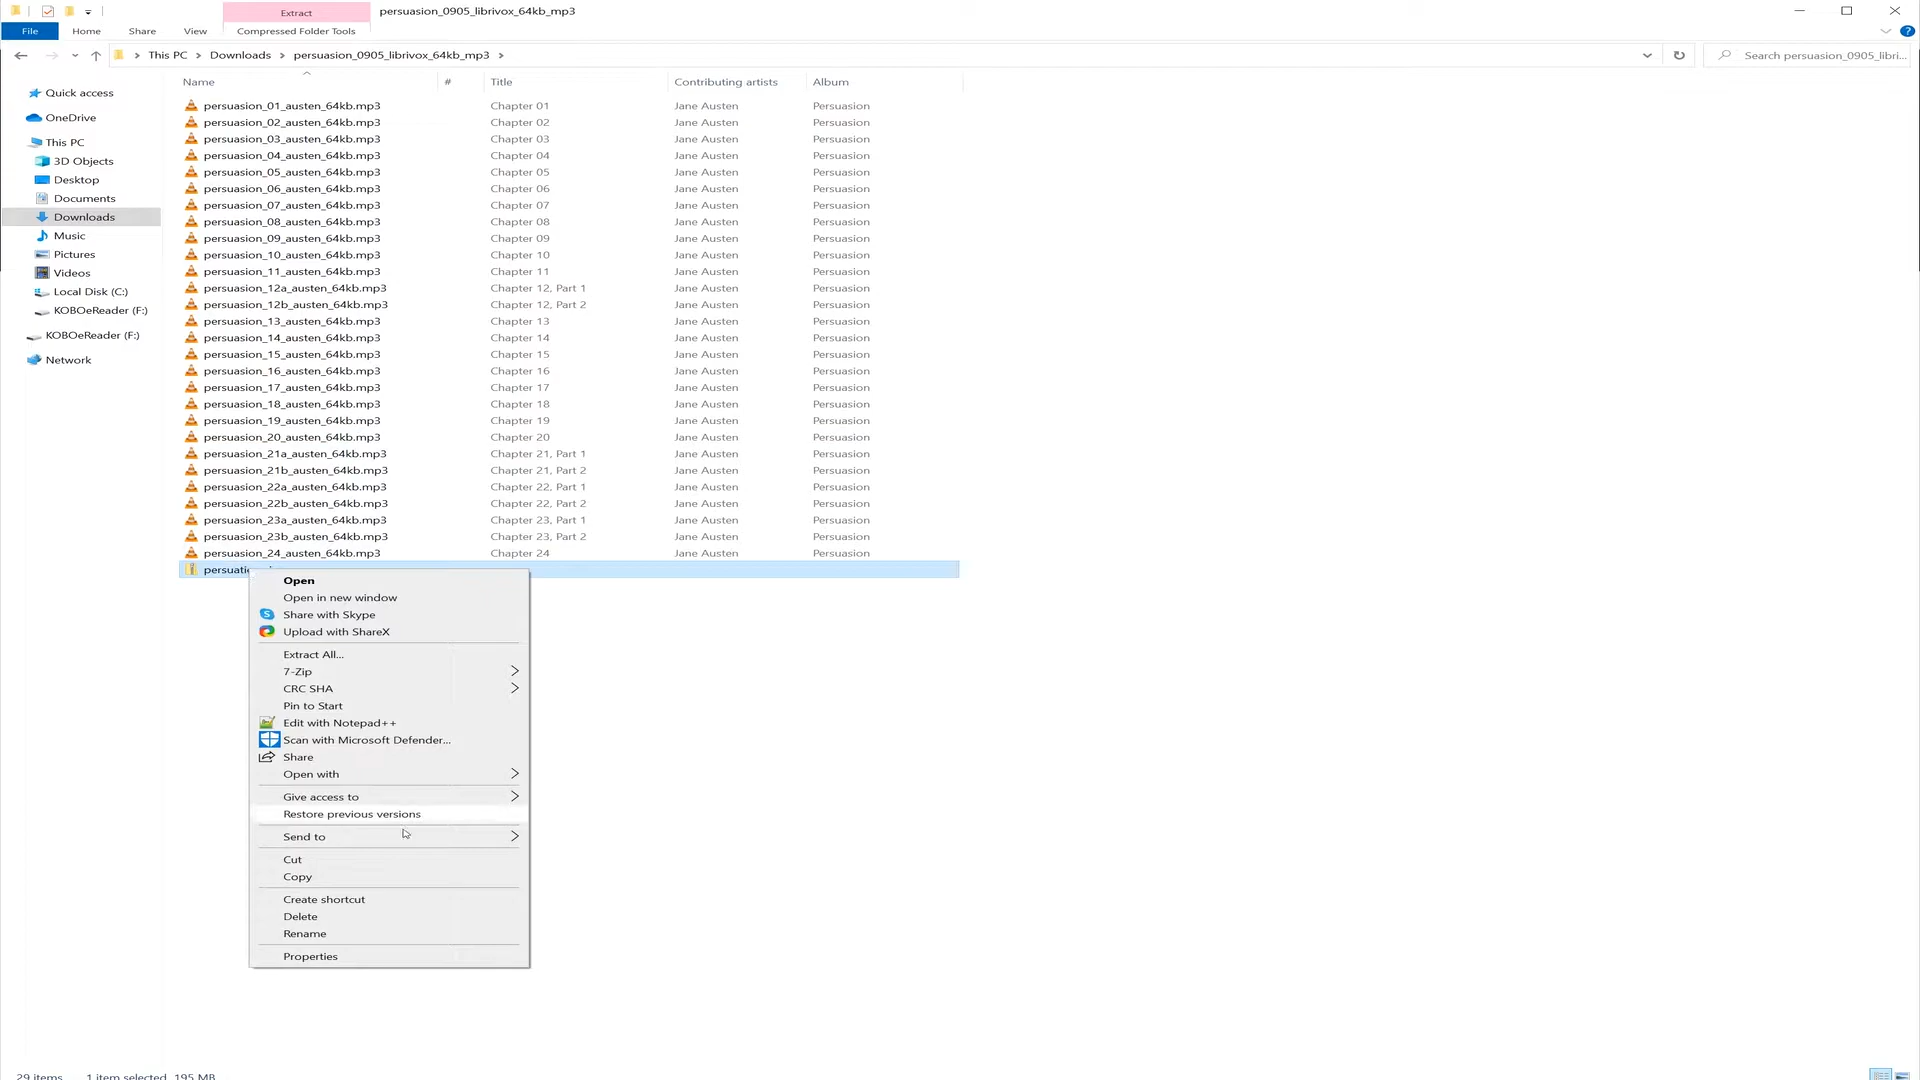 Extract
persuasion_0905_librivox_64kb_mp3
File Home Share View Compressed Folder Tools
This PC Downloads persuasion_0905_librivox_64kb_mp3
Search persuasion_0905_libri...
Name # Title Contributing artists Album
Quick access
OneDrive
This PC
3D Objects
Desktop
Documents
Downloads
Music
Pictures
Videos
Local Disk (C:)
KOBOeReader (F:)
KOBOeReader (F:)
Network
persuasion_01_austen_64kb.mp3 Chapter 01 Jane Austen Persuasion
persuasion_02_austen_64kb.mp3 Chapter 02 Jane Austen Persuasion
persuasion_03_austen_64kb.mp3 Chapter 03 Jane Austen Persuasion
persuasion_04_austen_64kb.mp3 Chapter 04 Jane Austen Persuasion
persuasion_05_austen_64kb.mp3 Chapter 05 Jane Austen Persuasion
persuasion_06_austen_64kb.mp3 Chapter 06 Jane Austen Persuasion
persuasion_07_austen_64kb.mp3 Chapter 07 Jane Austen Persuasion
persuasion_08_austen_64kb.mp3 Chapter 08 Jane Austen Persuasion
persuasion_09_austen_64kb.mp3 Chapter 09 Jane Austen Persuasion
persuasion_10_austen_64kb.mp3 Chapter 10 Jane Austen Persuasion
persuasion_11_austen_64kb.mp3 Chapter 11 Jane Austen Persuasion
persuasion_12a_austen_64kb.mp3 Chapter 12, Part 1 Jane Austen Persuasion
persuasion_12b_austen_64kb.mp3 Chapter 12, Part 2 Jane Austen Persuasion
persuasion_13_austen_64kb.mp3 Chapter 13 Jane Austen Persuasion
persuasion_14_austen_64kb.mp3 Chapter 14 Jane Austen Persuasion
persuasion_15_austen_64kb.mp3 Chapter 15 Jane Austen Persuasion
persuasion_16_austen_64kb.mp3 Chapter 16 Jane Austen Persuasion
persuasion_17_austen_64kb.mp3 Chapter 17 Jane Austen Persuasion
persuasion_18_austen_64kb.mp3 Chapter 18 Jane Austen Persuasion
persuasion_19_austen_64kb.mp3 Chapter 19 Jane Austen Persuasion
persuasion_20_austen_64kb.mp3 Chapter 20 Jane Austen Persuasion
persuasion_21a_austen_64kb.mp3 Chapter 21, Part 1 Jane Austen Persuasion
persuasion_21b_austen_64kb.mp3 Chapter 21, Part 2 Jane Austen Persuasion
persuasion_22a_austen_64kb.mp3 Chapter 22, Part 1 Jane Austen Persuasion
persuasion_22b_austen_64kb.mp3 Chapter 22, Part 2 Jane Austen Persuasion
persuasion_23a_austen_64kb.mp3 Chapter 23, Part 1 Jane Austen Persuasion
persuasion_23b_austen_64kb.mp3 Chapter 23, Part 2 Jane Austen Persuasion
persuasion_24_austen_64kb.mp3 Chapter 24 Jane Austen Persuasion
Open
Open in new window
Share with Skype
Upload with ShareX
Extract All...
7-Zip
CRC SHA
Pin to Start
Edit with Notepad++
Scan with Microsoft Defender...
Share
Open with
Give access to
Restore previous versions
Send to
Cut
Copy
Create shortcut
Delete
Rename
Properties
29 items 1 item selected 195 MB